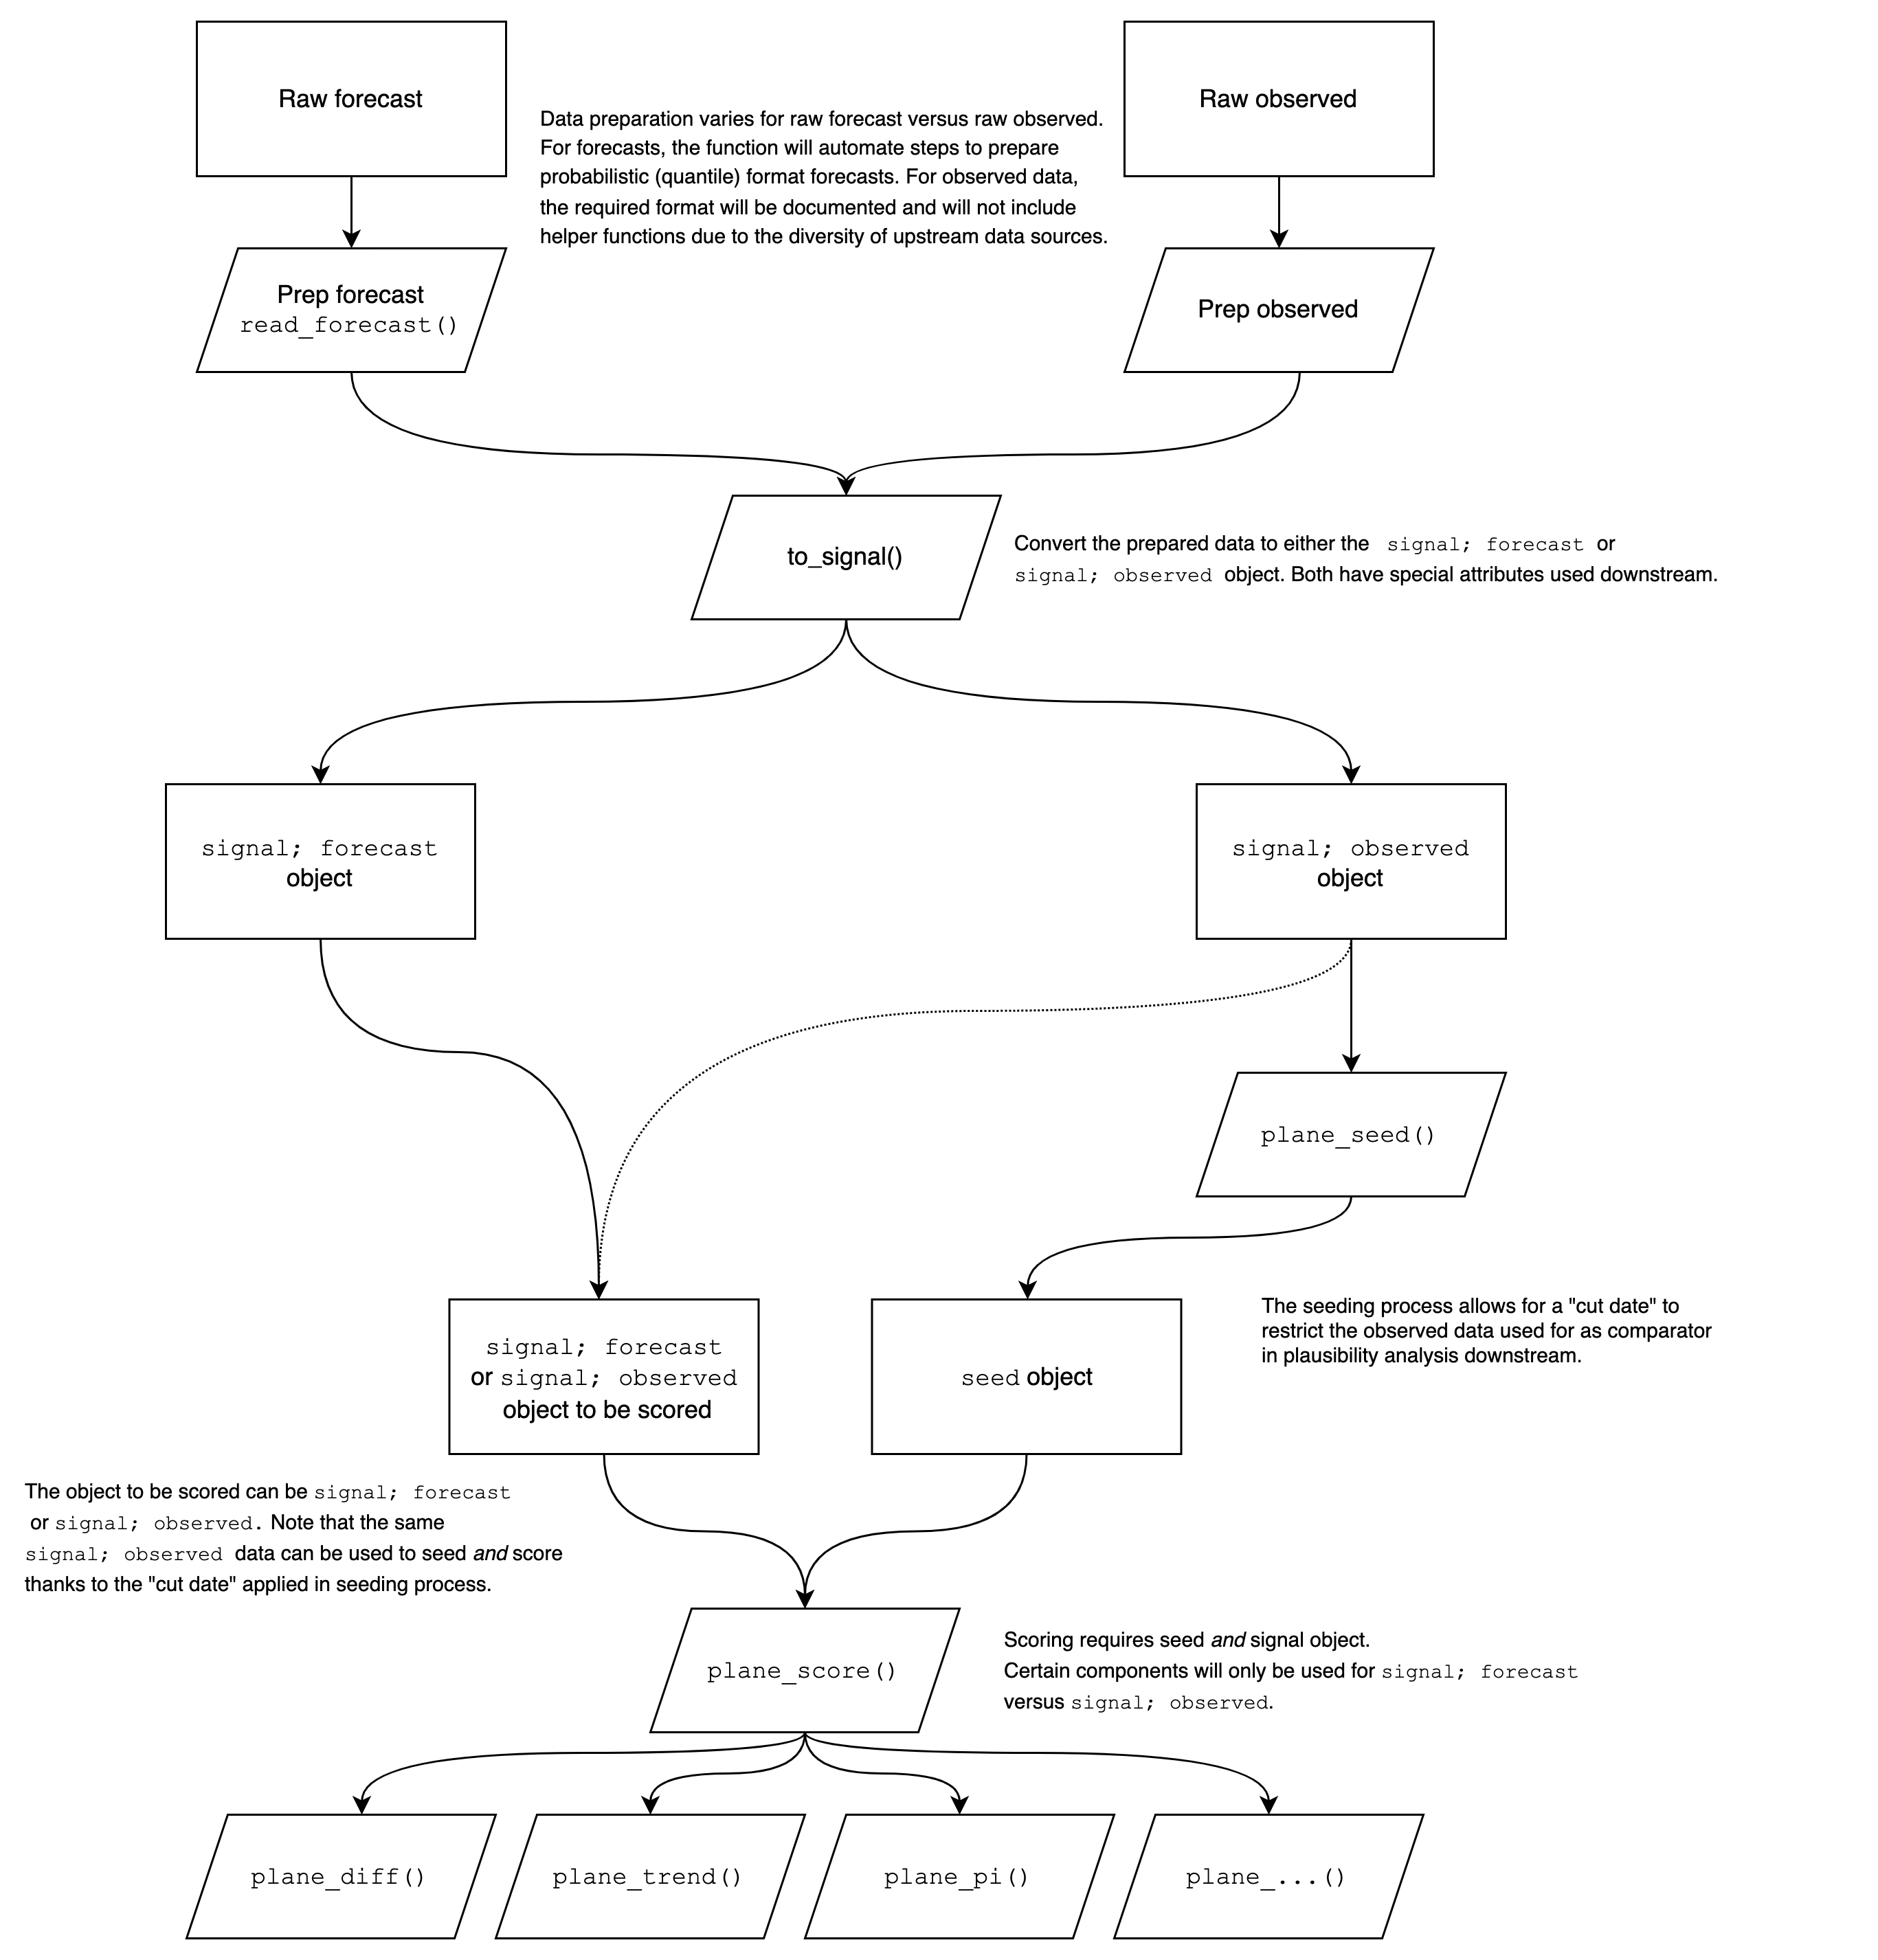 Raw forecast
Raw observed
Data preparation varies for raw forecast versus raw observed.
For forecasts, the function will automate steps to prepare
probabilistic (quantile) format forecasts. For observed data,
the required format will be documented and will not include
helper functions due to the diversity of upstream data sources.
Prep forecast
read_forecast()
Prep observed
to_signal()
Convert the prepared data to either the signal; forecast or
signal; observed object. Both have special attributes used downstream.
signal; forecast
object
signal; observed
object
plane_seed()
signal; forecast
or signal; observed
object to be scored
seed object
The seeding process allows for a "cut date" to
restrict the observed data used for as comparator
in plausibility analysis downstream.
The object to be scored can be signal; forecast
or signal; observed. Note that the same
signal; observed data can be used to seed and score
thanks to the "cut date" applied in seeding process.
plane_score()
Scoring requires seed and signal object.
Certain components will only be used for signal; forecast
versus signal; observed.
plane_diff()
plane_trend()
plane_pi()
plane_...()